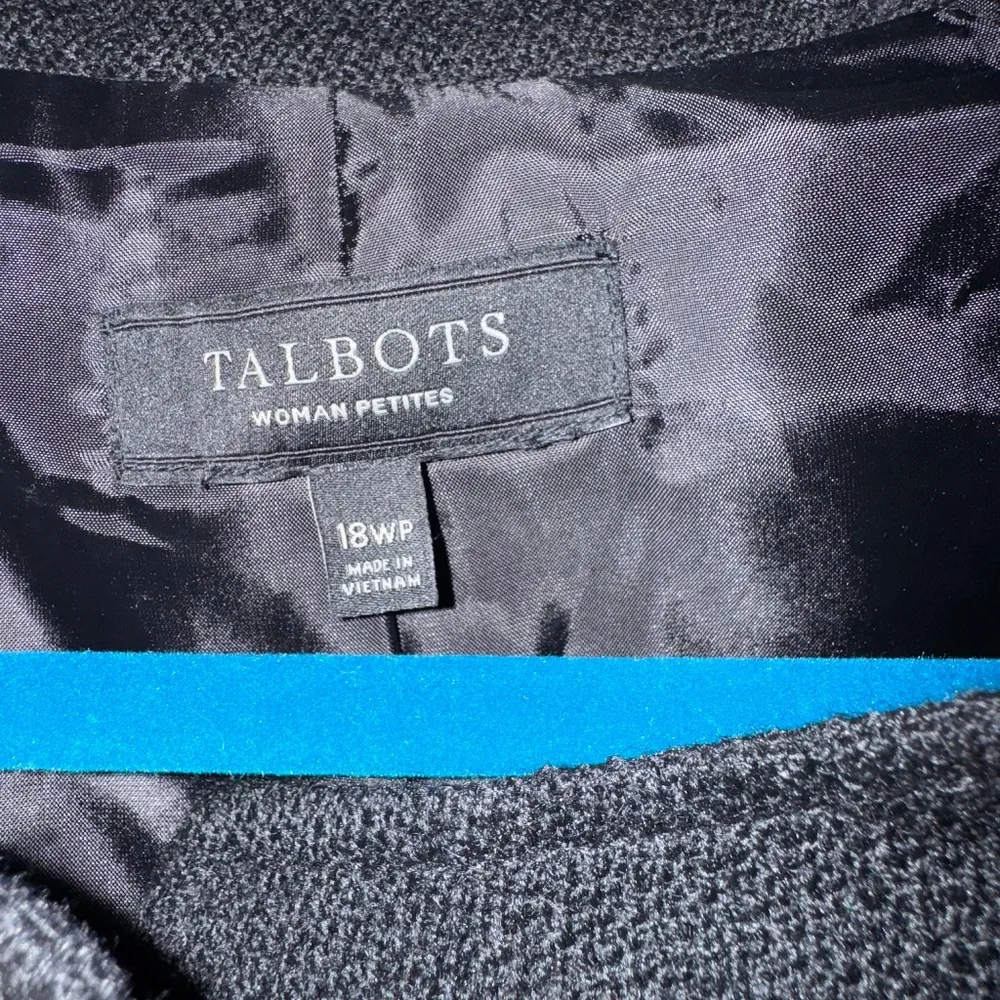 TALBOTS
WOMAN PETITES
18WP
MADE IN
VIETNAM